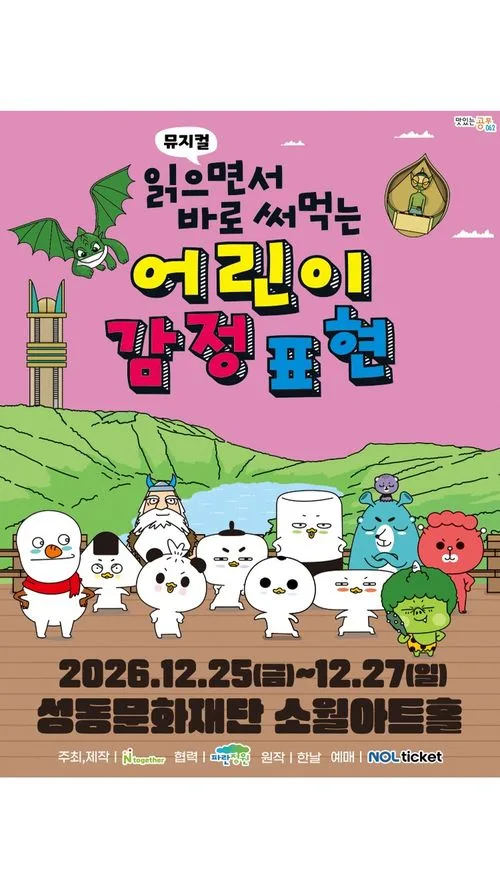 맛있는 공부
062
뮤지컬
읽으면서
바로 써먹는
어린이
감정 표현
2026.12.25(금)~12.27(일)
성동문화재단 소월아트홀
주최,제작 | N together 협력 | 파란정원 원작 | 한날 예매 | NOL ticket